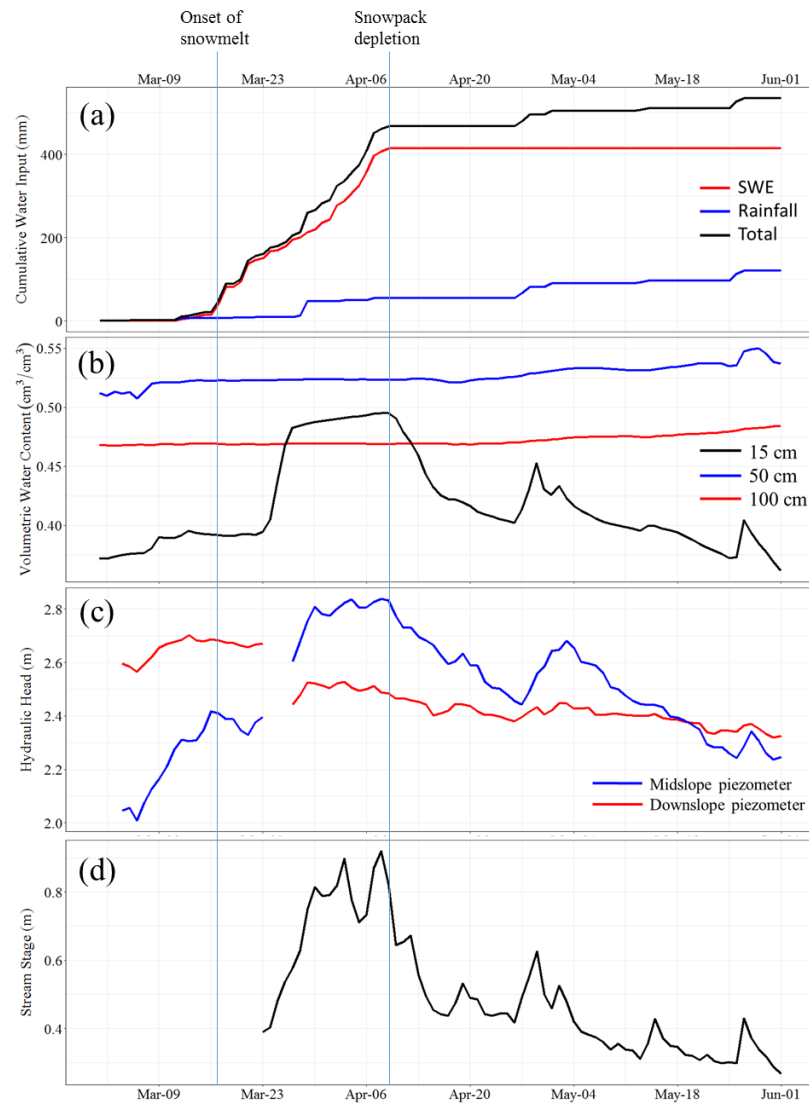 Onset of
snowmelt
Snowpack
depletion
Mar-09 Mar-23 Apr-06 Apr-20 May-04 May-18 Jun-01
(a)
Cumulative Water Input (mm)
400
200
0
SWE
Rainfall
Total
(b)
Volumetric Water Content (cm³/cm³)
0.55
0.50
0.45
0.40
15 cm
50 cm
100 cm
(c)
Hydraulic Head (m)
2.8
2.6
2.4
2.2
2.0
Midslope piezometer
Downslope piezometer
(d)
Stream Stage (m)
0.8
0.6
0.4
Mar-09 Mar-23 Apr-06 Apr-20 May-04 May-18 Jun-01